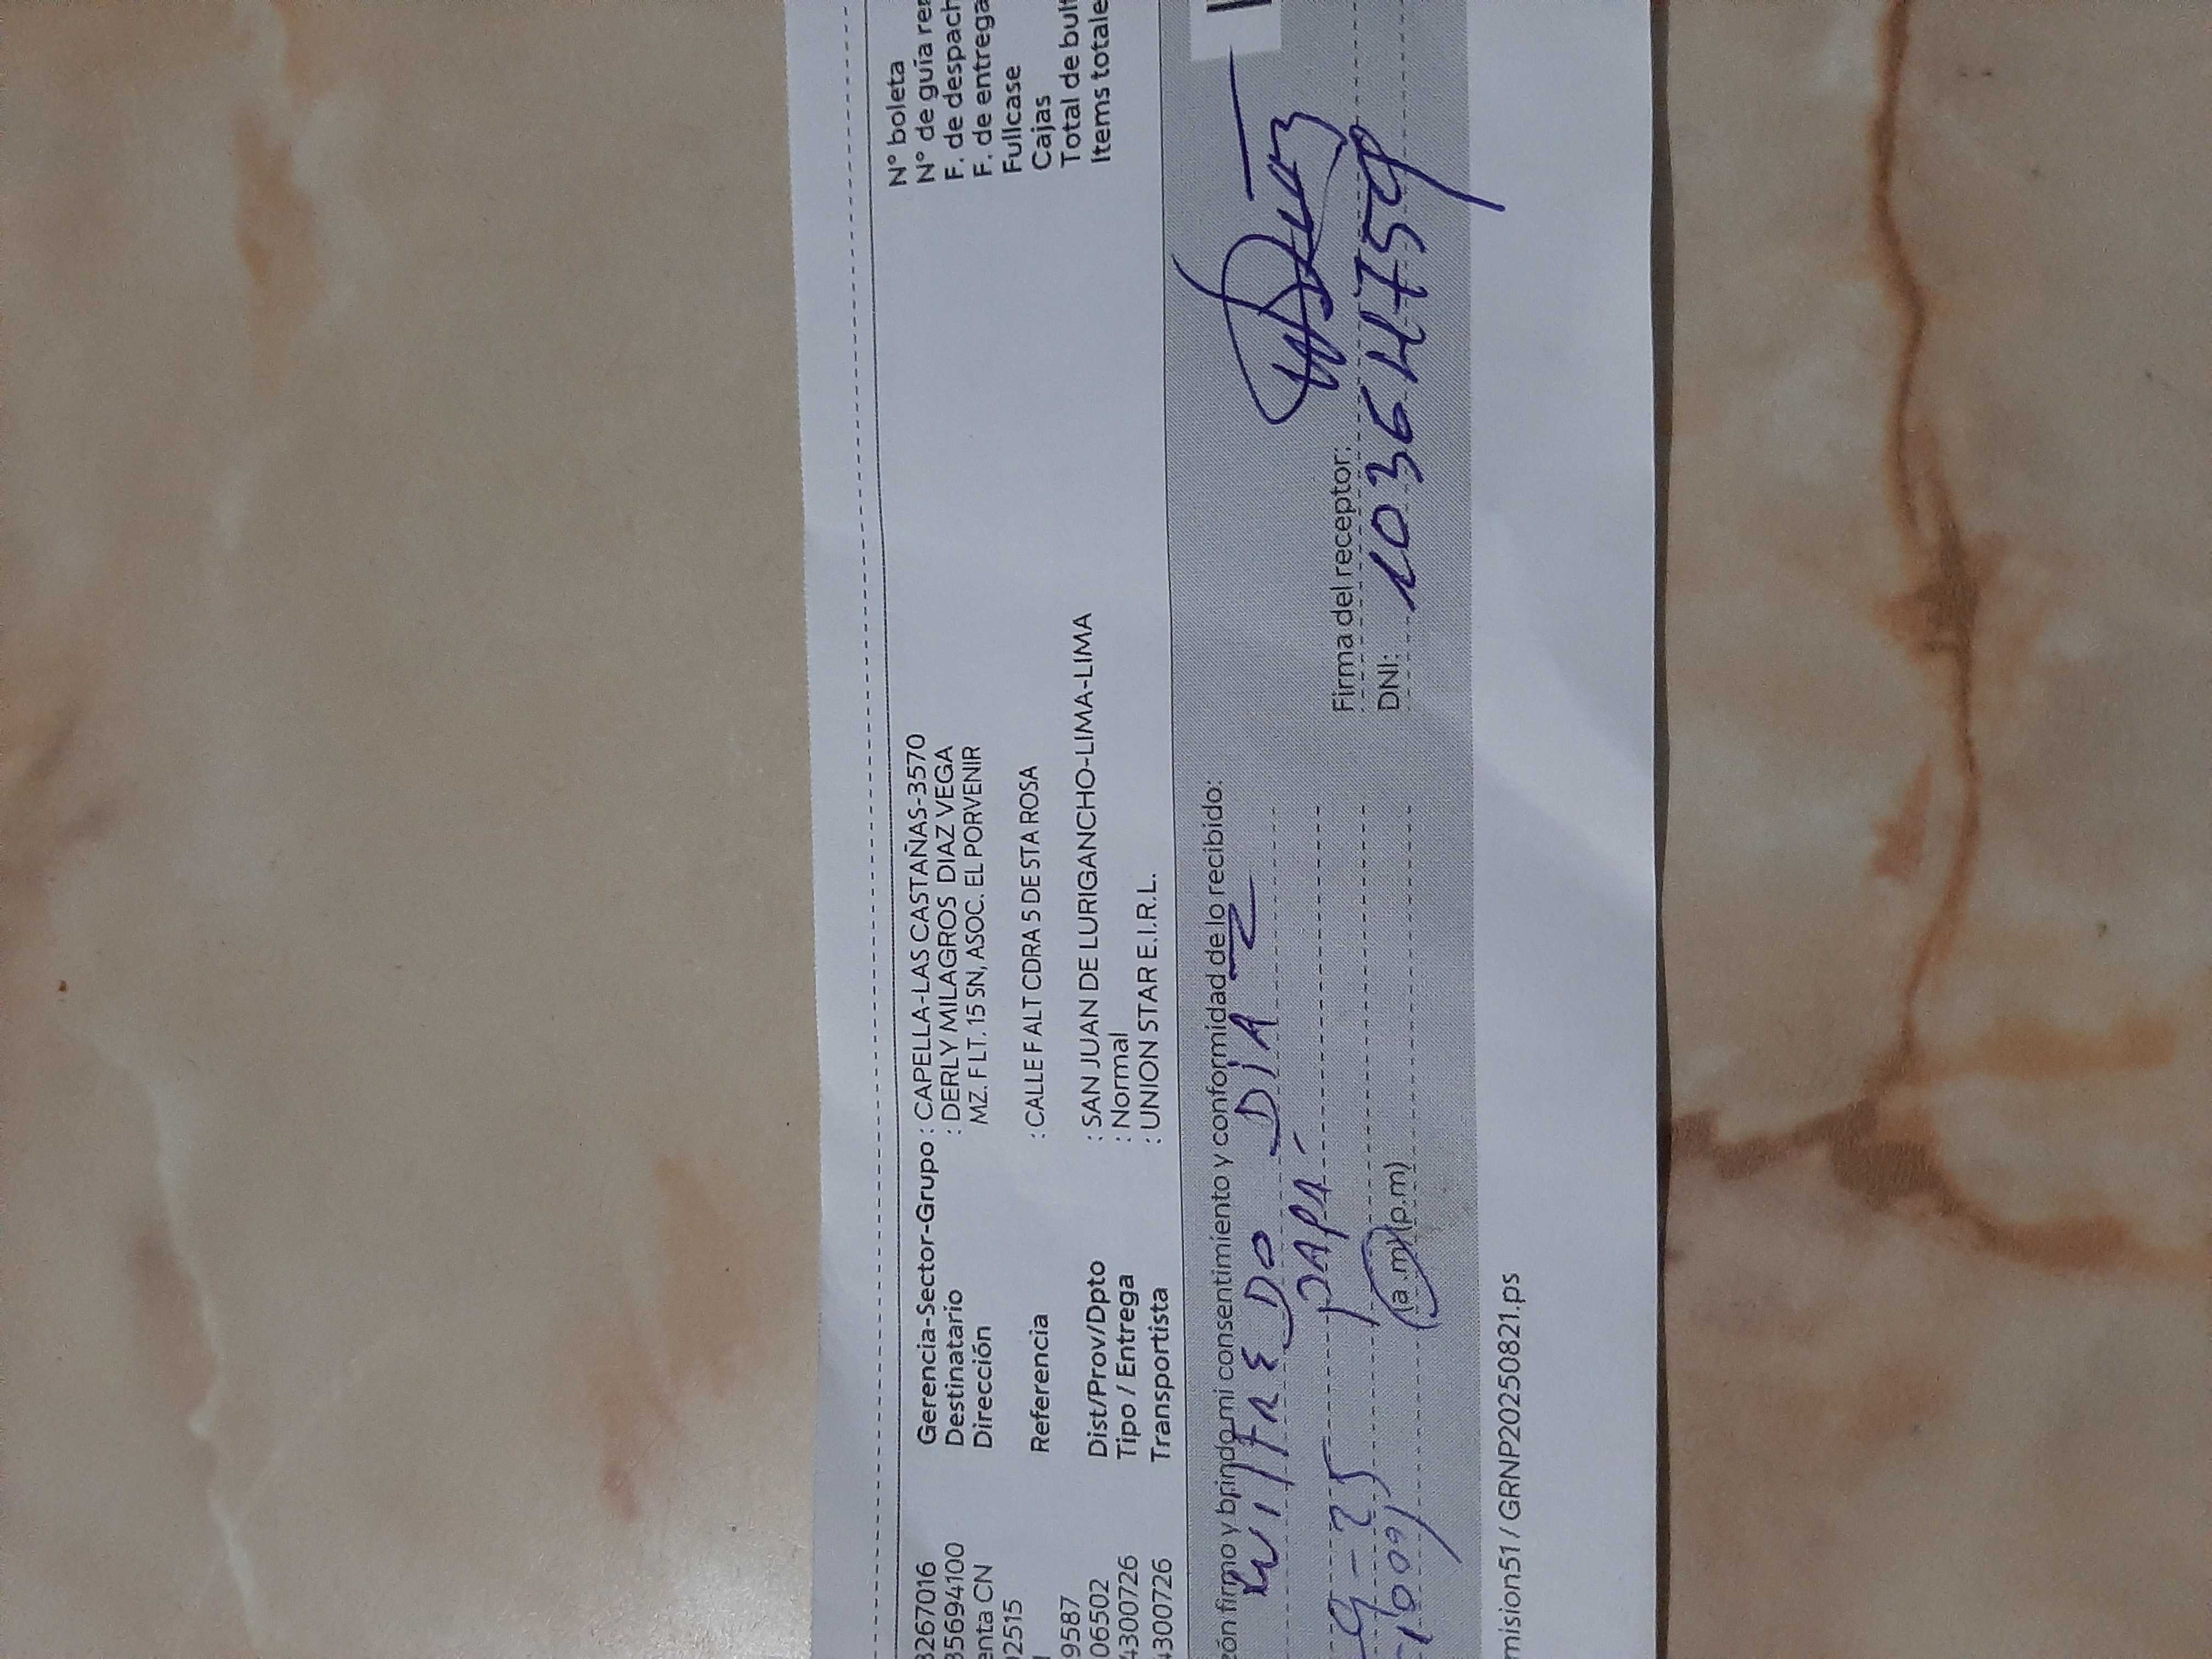 3267016 Gerencia-Sector-Grupo : CAPELLA-LAS CASTAÑAS-3570 N° boleta
35694100 Destinatario : DERLY MILAGROS DIAZ VEGA N° de guía re
enta CN Dirección MZ. F LT. 15 SN, ASOC. EL PORVENIR F. de despach
02515 F. de entrega
Referencia : CALLE F ALT CDRA 5 DE STA ROSA Fullcase
9587 Cajas
06502 Dist/Prov/Dpto : SAN JUAN DE LURIGANCHO-LIMA-LIMA Total de bul
4300726 Tipo / Entrega : Normal Items totale
4300726 Transportista : UNION STAR E.I.R.L.
zón firmo y brindo mi consentimiento y conformidad de lo recibido:
WilfREDO DIAZ
9-25 PAPA Firma del receptor:
(a.m) (p.m) DNI:
mision51 / GRNP20250821.ps